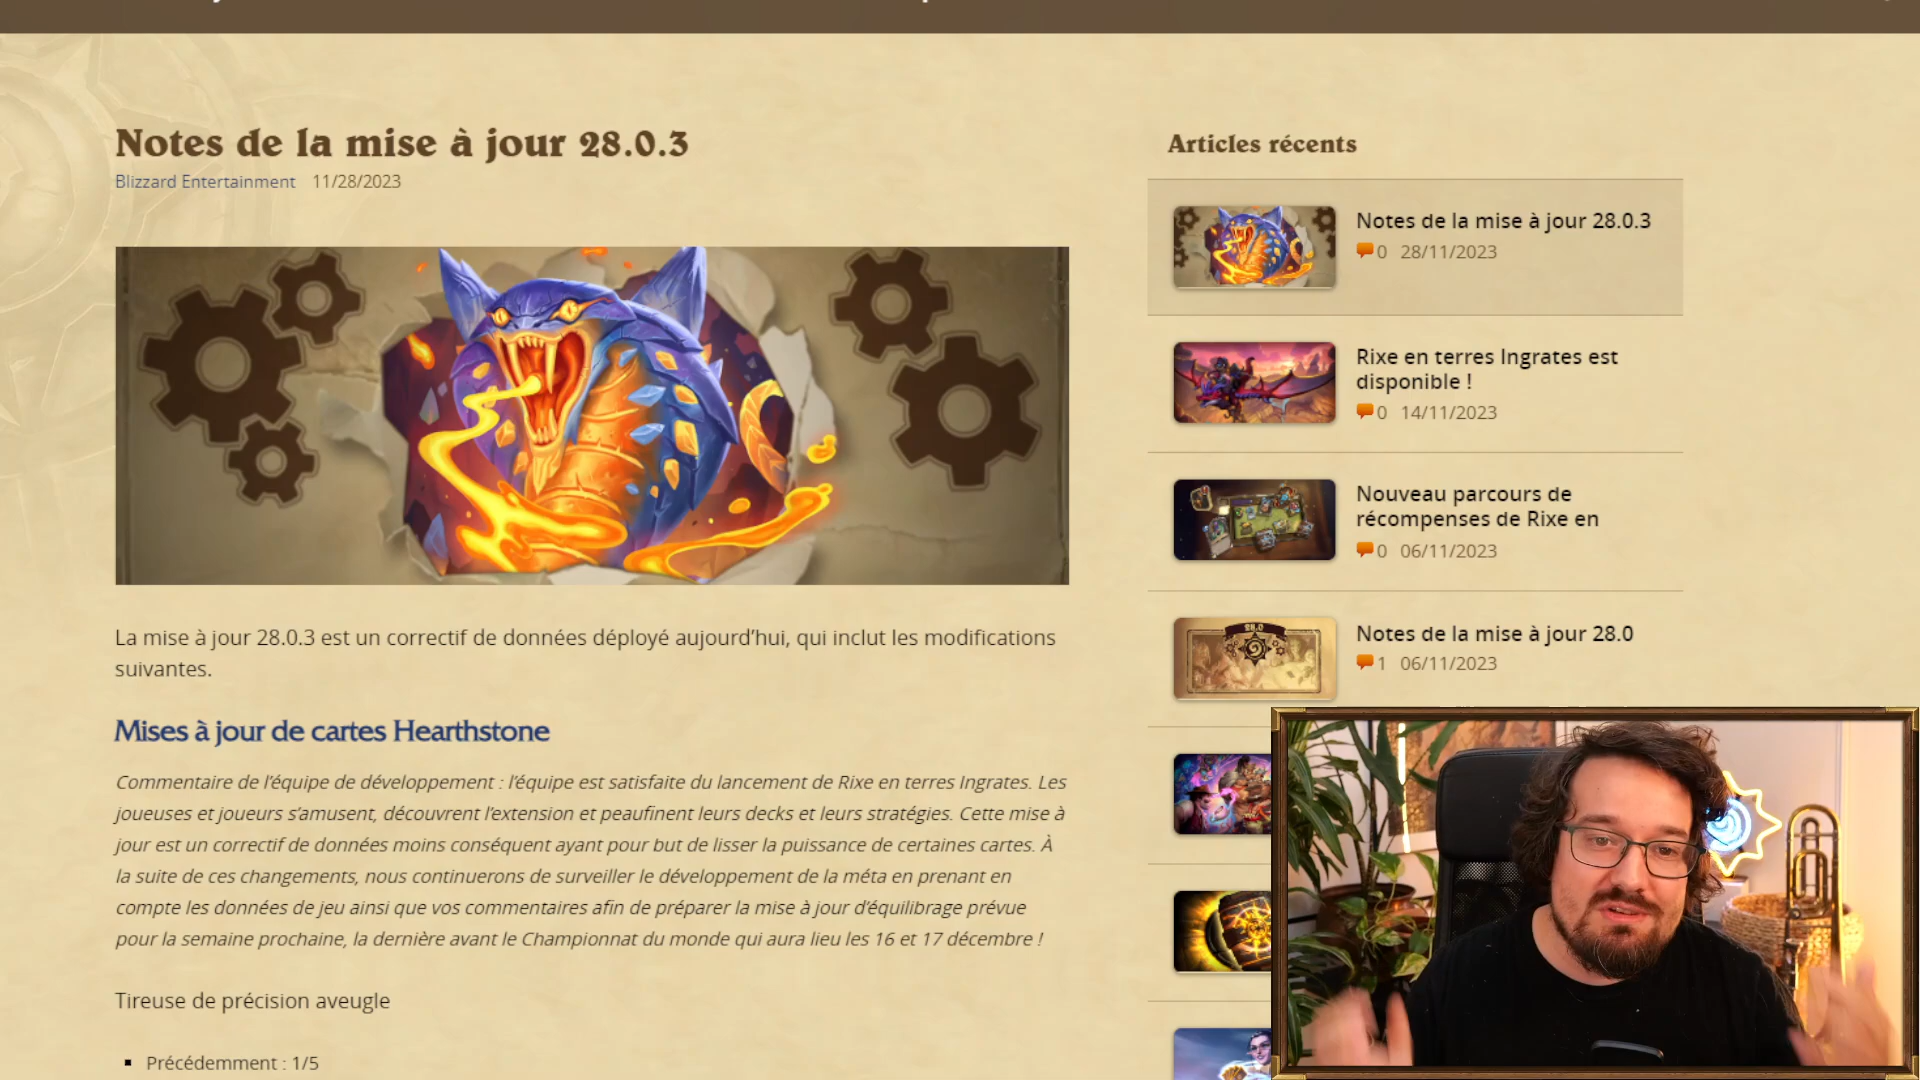 Notes de la mise à jour 28.0.3
Blizzard Entertainment 11/28/2023
La mise à jour 28.0.3 est un correctif de données déployé aujourd’hui, qui inclut les modifications
suivantes.
Mises à jour de cartes Hearthstone
Commentaire de l’équipe de développement : l’équipe est satisfaite du lancement de Rixe en terres Ingrates. Les
joueuses et joueurs s’amusent, découvrent l’extension et peaufinent leurs decks et leurs stratégies. Cette mise à
jour est un correctif de données moins conséquent ayant pour but de lisser la puissance de certaines cartes. À
la suite de ces changements, nous continuerons de surveiller le développement de la méta en prenant en
compte les données de jeu ainsi que vos commentaires afin de préparer la mise à jour d’équilibrage prévue
pour la semaine prochaine, la dernière avant le Championnat du monde qui aura lieu les 16 et 17 décembre !
Tireuse de précision aveugle
▪ Précédemment : 1/5
Articles récents
Notes de la mise à jour 28.0.3
0 28/11/2023
Rixe en terres Ingrates est
disponible !
0 14/11/2023
Nouveau parcours de
récompenses de Rixe en
0 06/11/2023
28.0
Notes de la mise à jour 28.0
1 06/11/2023